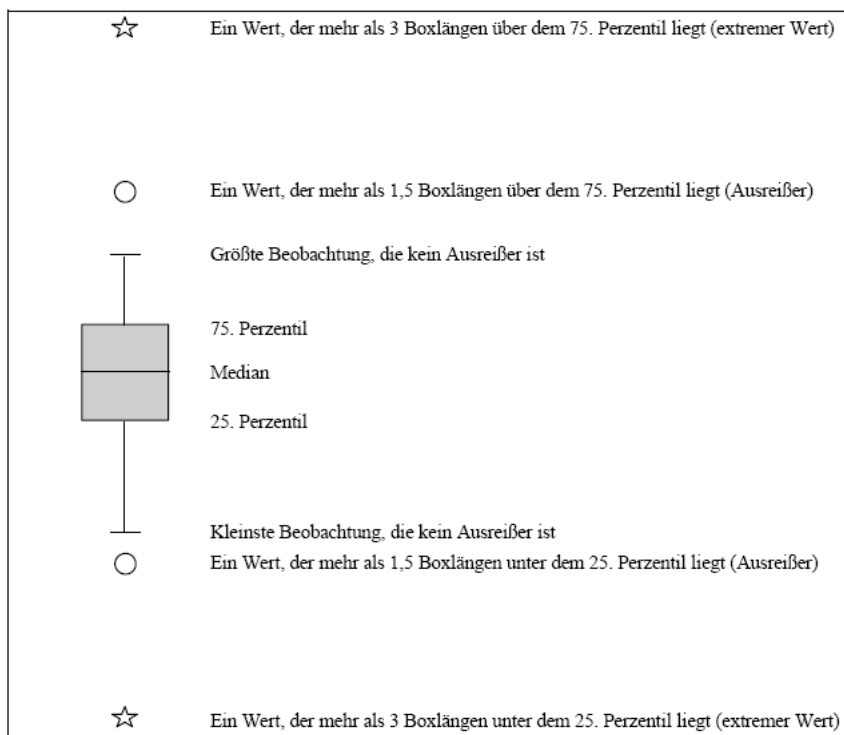 Ein Wert, der mehr als 3 Boxlängen über dem 75. Perzentil liegt (extremer Wert)
Ein Wert, der mehr als 1,5 Boxlängen über dem 75. Perzentil liegt (Ausreißer)
Größte Beobachtung, die kein Ausreißer ist
75. Perzentil
Median
25. Perzentil
Kleinste Beobachtung, die kein Ausreißer ist
Ein Wert, der mehr als 1,5 Boxlängen unter dem 25. Perzentil liegt (Ausreißer)
Ein Wert, der mehr als 3 Boxlängen unter dem 25. Perzentil liegt (extremer Wert)